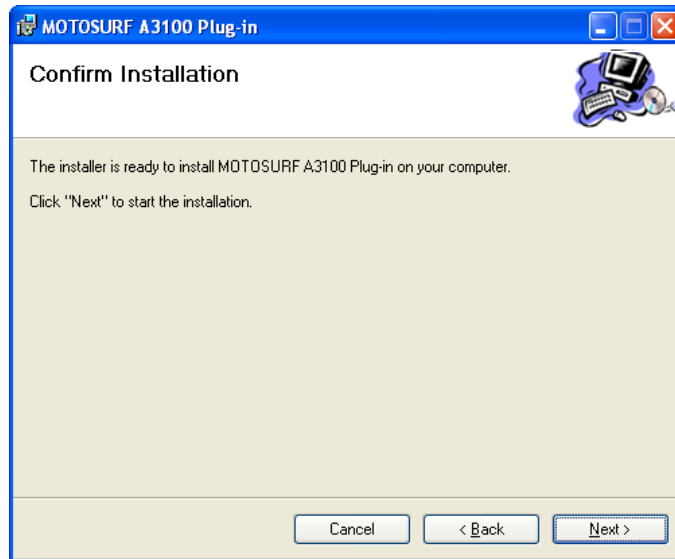 MOTOSURF A3100 Plug-in
Confirm Installation
The installer is ready to install MOTOSURF A3100 Plug-in on your computer.
Click "Next" to start the installation.
Cancel
< Back
Next >